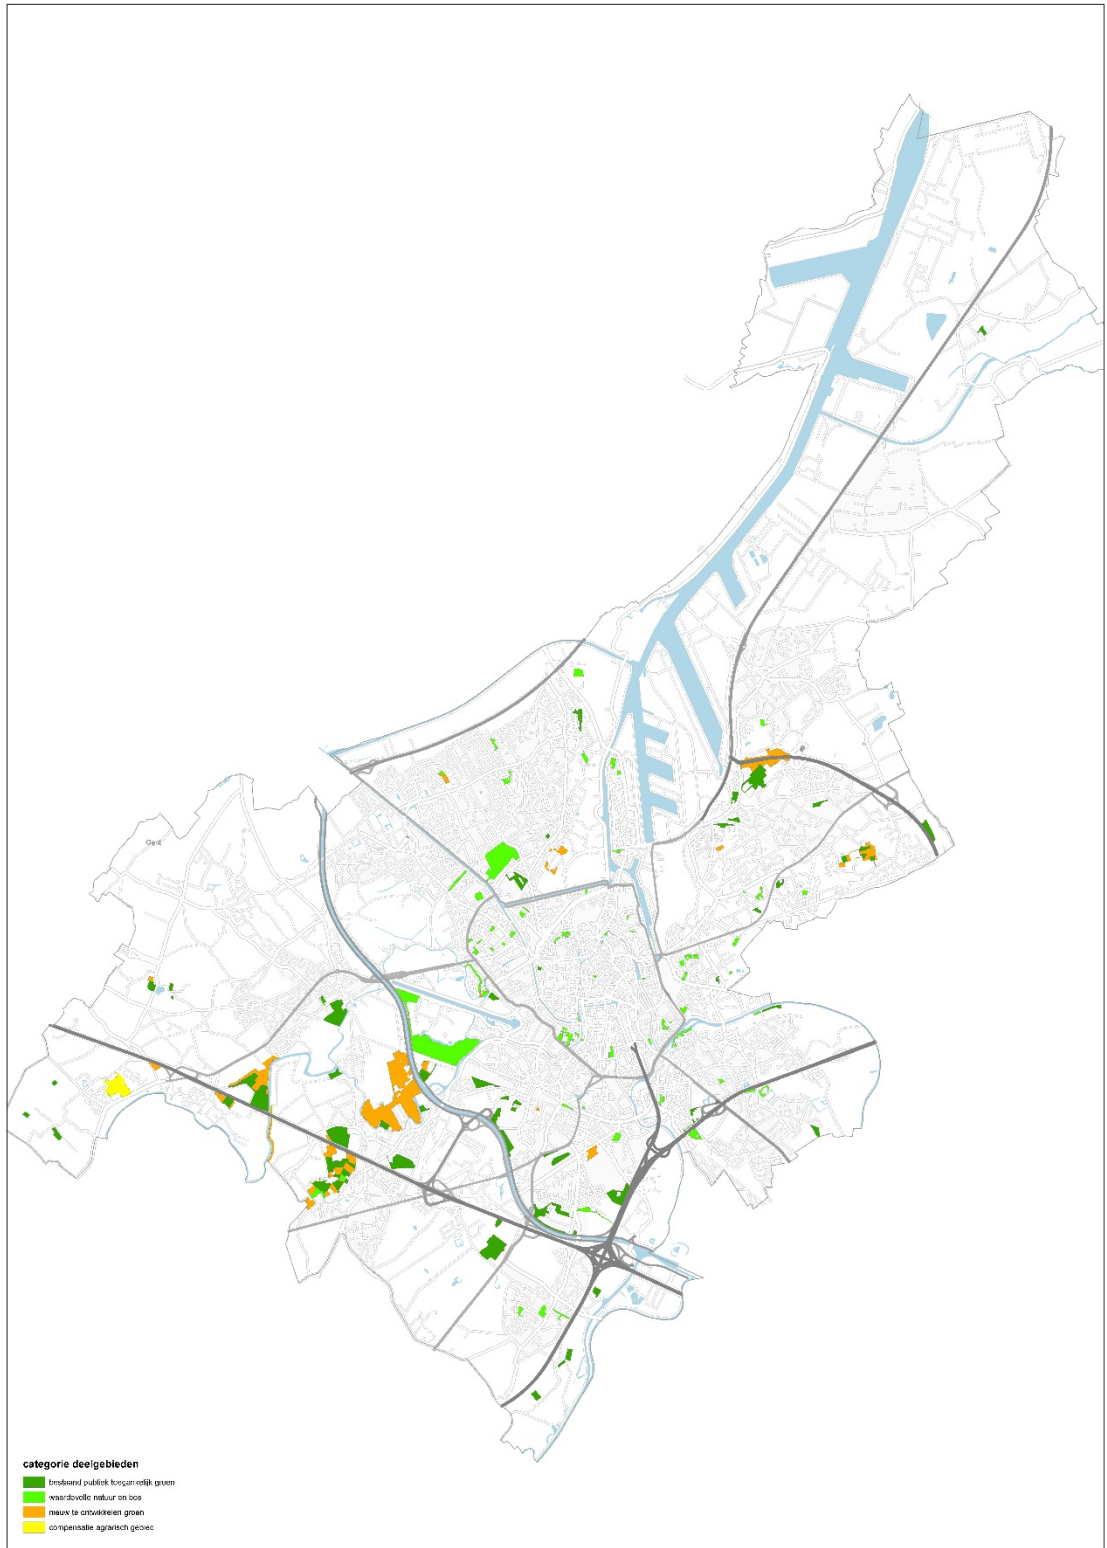 Gent
categorie deelgebieden
bestaand publiek toegankelijk groen
waardevolle natuur en bos
nieuw te ontwikkelen groen
compensatie agrarisch gebied